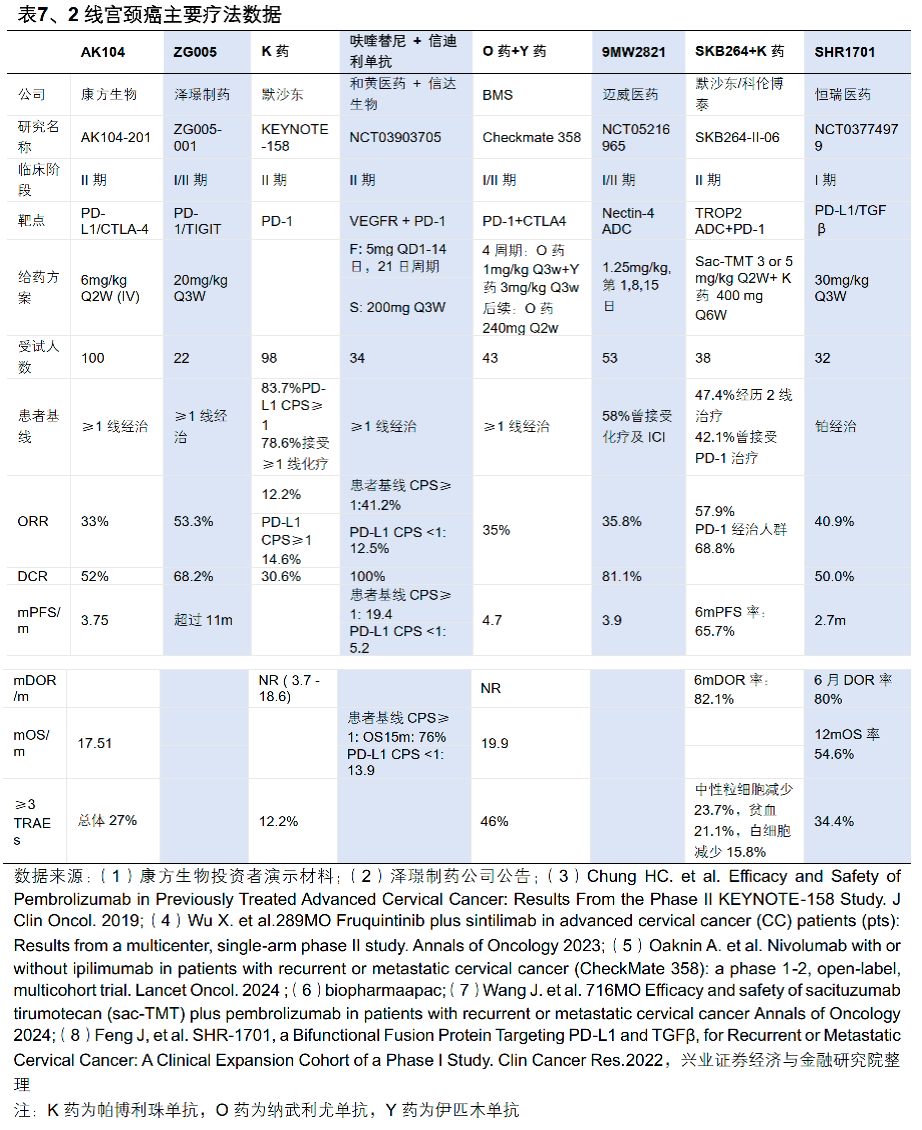 表7、2 线宫颈癌主要疗法数据
AK104 ZG005 K 药 呋喹替尼 + 信迪利单抗 O 药+Y 药 9MW2821 SKB264+K 药 SHR1701
公司 康方生物 泽璟制药 默沙东 和黄医药 + 信达生物 BMS 迈威医药 默沙东/科伦博泰 恒瑞医药
研究名称 AK104-201 ZG005-001 KEYNOTE-158 NCT03903705 Checkmate 358 NCT05216965 SKB264-II-06 NCT03774979
临床阶段 II 期 I/II 期 II 期 II 期 I/II 期 I/II 期 II 期 I 期
靶点 PD-L1/CTLA-4 PD-1/TIGIT PD-1 VEGFR + PD-1 PD-1+CTLA4 Nectin-4 ADC TROP2 ADC+PD-1 PD-L1/TGFβ
给药方案 6mg/kg Q2W (IV) 20mg/kg Q3W F: 5mg QD1-14 日，21 日周期 S: 200mg Q3W 4 周期：O 药 1mg/kg Q3w+Y 药 3mg/kg Q3w 后续：O 药 240mg Q2w 1.25mg/kg, 第 1,8,15 日 Sac-TMT 3 or 5 mg/kg Q2W+ K 药 400 mg Q6W 30mg/kg Q3W
受试人数 100 22 98 34 43 53 38 32
患者基线 ≥1 线经治 ≥1 线经治 83.7%PD-L1 CPS≥1 78.6%接受≥1 线化疗 ≥1 线经治 ≥1 线经治 58%曾接受化疗及 ICI 47.4%经历 2 线治疗 42.1%曾接受 PD-1 治疗 铂经治
ORR 33% 53.3% 12.2% PD-L1 CPS≥1 14.6% 患者基线 CPS≥1:41.2% PD-L1 CPS <1: 12.5% 35% 35.8% 57.9% PD-1 经治人群 68.8% 40.9%
DCR 52% 68.2% 30.6% 100% 81.1% 50.0%
mPFS/m 3.75 超过 11m 患者基线 CPS≥1: 19.4 PD-L1 CPS <1: 5.2 4.7 3.9 6mPFS 率：65.7% 2.7m
mDOR/m NR ( 3.7 - 18.6) NR 6mDOR 率：82.1% 6 月 DOR 率 80%
mOS/m 17.51 患者基线 CPS≥1: OS15m: 76% PD-L1 CPS <1: 13.9 19.9 12mOS 率 54.6%
≥3 TRAEs 总体 27% 12.2% 46% 中性粒细胞减少 23.7%，贫血 21.1%，白细胞减少 15.8% 34.4%
数据来源：（1）康方生物投资者演示材料；（2）泽璟制药公司公告；（3）Chung HC. et al. Efficacy and Safety of
Pembrolizumab in Previously Treated Advanced Cervical Cancer: Results From the Phase II KEYNOTE-158 Study. J
Clin Oncol. 2019;（4）Wu X. et.al.289MO Fruquintinib plus sintilimab in advanced cervical cancer (CC) patients (pts):
Results from a multicenter, single-arm phase II study. Annals of Oncology 2023;（5）Oaknin A. et al. Nivolumab with or
without ipilimumab in patients with recurrent or metastatic cervical cancer (CheckMate 358): a phase 1-2, open-label,
multicohort trial. Lancet Oncol. 2024 ;（6）biopharmaapac;（7）Wang J. et al. 716MO Efficacy and safety of sacituzumab
tirumotecan (sac-TMT) plus pembrolizumab in patients with recurrent or metastatic cervical cancer Annals of Oncology
2024;（8）Feng J, et al. SHR-1701, a Bifunctional Fusion Protein Targeting PD-L1 and TGFβ, for Recurrent or Metastatic
Cervical Cancer: A Clinical Expansion Cohort of a Phase I Study. Clin Cancer Res.2022，兴业证券经济与金融研究院整
理
注：K 药为帕博利珠单抗，O 药为纳武利尤单抗，Y 药为伊匹木单抗